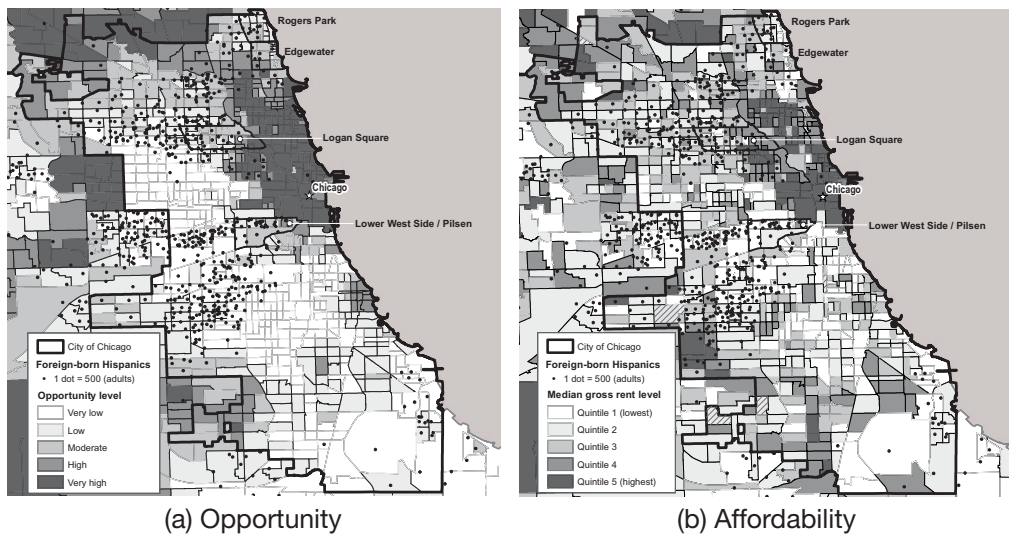 Rogers Park
Edgewater
Logan Square
Chicago
Lower West Side / Pilsen
City of Chicago
Foreign-born Hispanics
1 dot = 500 (adults)
Opportunity level
Very low
Low
Moderate
High
Very high
(a) Opportunity
Rogers Park
Edgewater
Logan Square
Chicago
Lower West Side / Pilsen
City of Chicago
Foreign-born Hispanics
1 dot = 500 (adults)
Median gross rent level
Quintile 1 (lowest)
Quintile 2
Quintile 3
Quintile 4
Quintile 5 (highest)
(b) Affordability